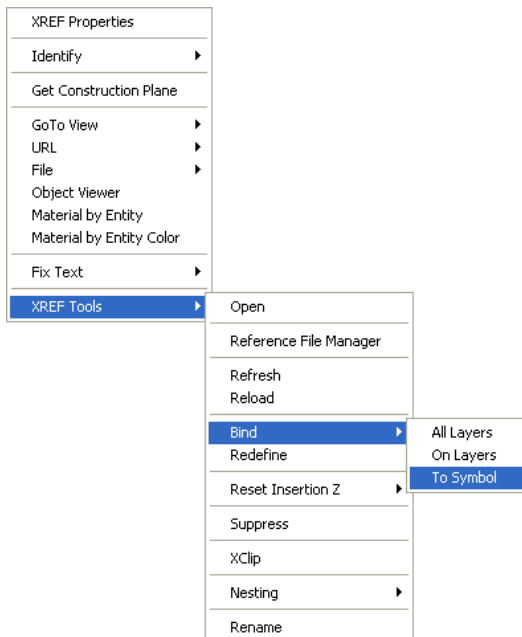 XREF Properties
Identify
Get Construction Plane
GoTo View
URL
File
Object Viewer
Material by Entity
Material by Entity Color
Fix Text
XREF Tools
Open
Reference File Manager
Refresh
Reload
Bind
Redefine
Reset Insertion Z
Suppress
XClip
Nesting
Rename
All Layers
On Layers
To Symbol